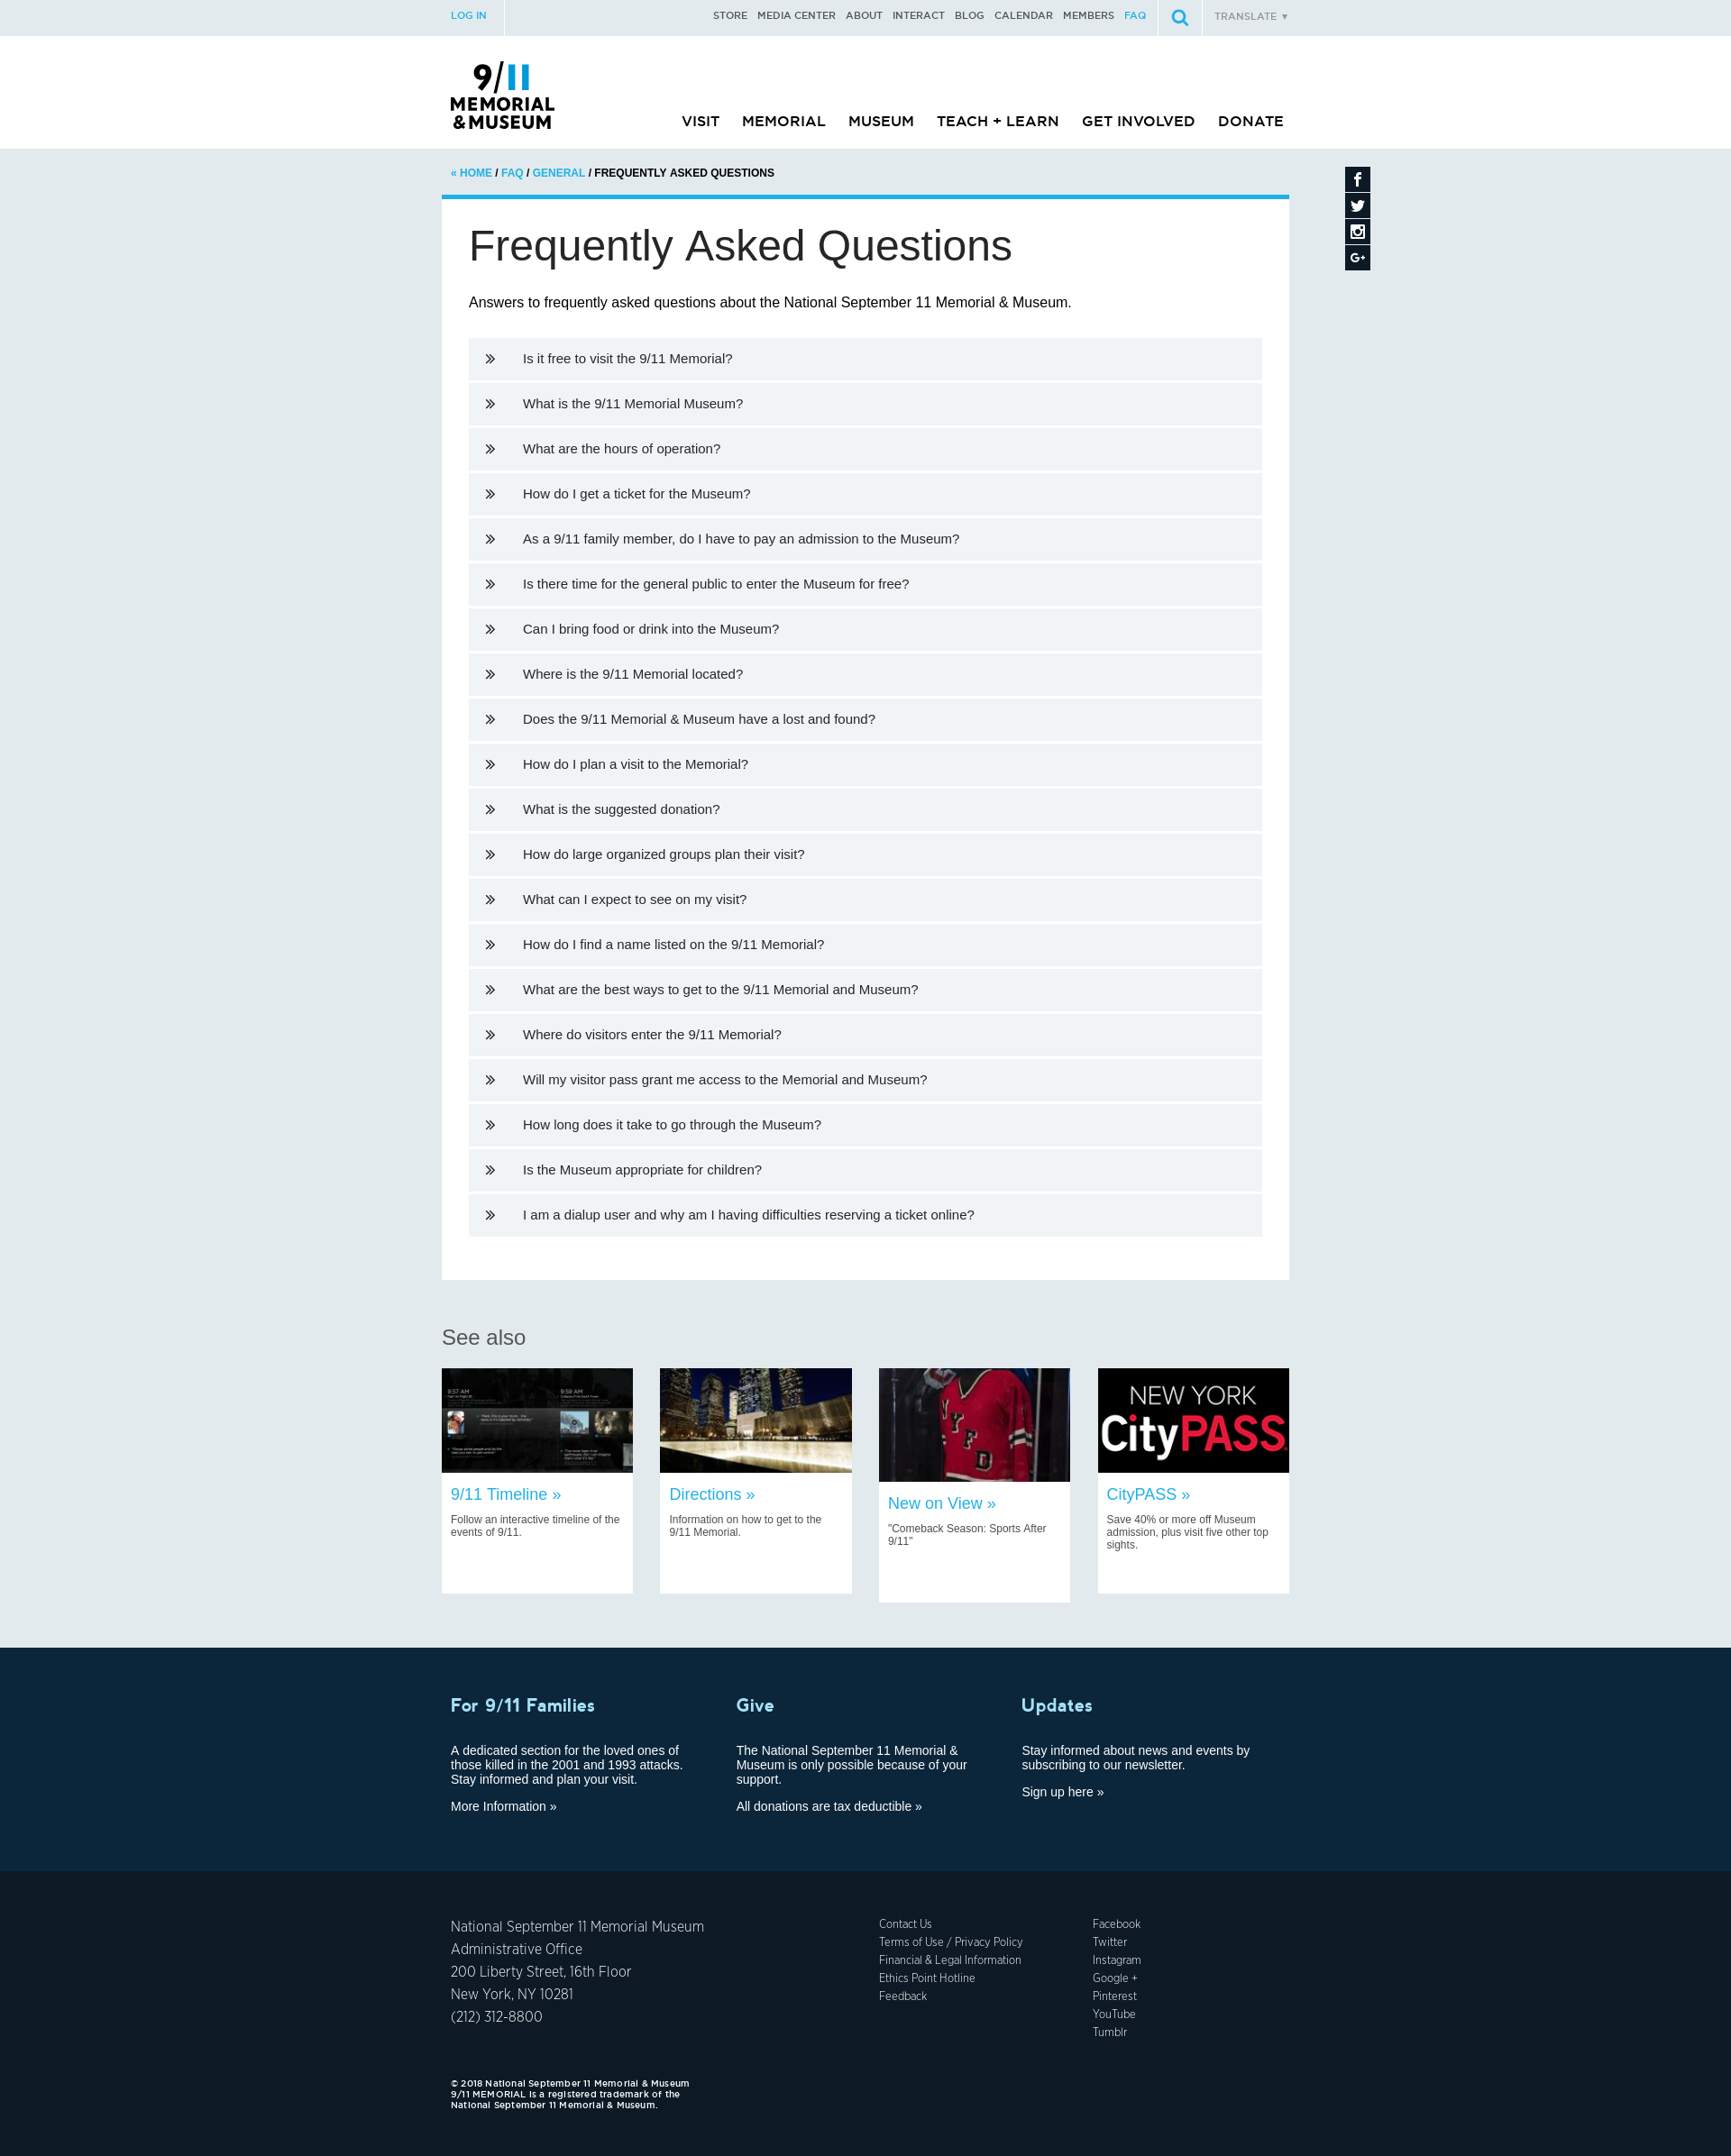 LOG IN
STORE MEDIA CENTER ABOUT INTERACT BLOG CALENDAR MEMBERS FAQ
TRANSLATE ▼
9/11
MEMORIAL
& MUSEUM
VISIT MEMORIAL MUSEUM TEACH + LEARN GET INVOLVED DONATE
« HOME / FAQ / GENERAL / FREQUENTLY ASKED QUESTIONS
Frequently Asked Questions
Answers to frequently asked questions about the National September 11 Memorial & Museum.
Is it free to visit the 9/11 Memorial?
What is the 9/11 Memorial Museum?
What are the hours of operation?
How do I get a ticket for the Museum?
As a 9/11 family member, do I have to pay an admission to the Museum?
Is there time for the general public to enter the Museum for free?
Can I bring food or drink into the Museum?
Where is the 9/11 Memorial located?
Does the 9/11 Memorial & Museum have a lost and found?
How do I plan a visit to the Memorial?
What is the suggested donation?
How do large organized groups plan their visit?
What can I expect to see on my visit?
How do I find a name listed on the 9/11 Memorial?
What are the best ways to get to the 9/11 Memorial and Museum?
Where do visitors enter the 9/11 Memorial?
Will my visitor pass grant me access to the Memorial and Museum?
How long does it take to go through the Museum?
Is the Museum appropriate for children?
I am a dialup user and why am I having difficulties reserving a ticket online?
See also
9:57 AM
9:59 AM
9/11 Timeline »
Follow an interactive timeline of the
events of 9/11.
Directions »
Information on how to get to the
9/11 Memorial.
NYFD
New on View »
"Comeback Season: Sports After
9/11"
NEW YORK
CityPASS
CityPASS »
Save 40% or more off Museum
admission, plus visit five other top
sights.
For 9/11 Families
A dedicated section for the loved ones of
those killed in the 2001 and 1993 attacks.
Stay informed and plan your visit.
More Information »
Give
The National September 11 Memorial &
Museum is only possible because of your
support.
All donations are tax deductible »
Updates
Stay informed about news and events by
subscribing to our newsletter.
Sign up here »
National September 11 Memorial Museum
Administrative Office
200 Liberty Street, 16th Floor
New York, NY 10281
(212) 312-8800
Contact Us
Terms of Use / Privacy Policy
Financial & Legal Information
Ethics Point Hotline
Feedback
Facebook
Twitter
Instagram
Google +
Pinterest
YouTube
Tumblr
© 2018 National September 11 Memorial & Museum
9/11 MEMORIAL is a registered trademark of the
National September 11 Memorial & Museum.